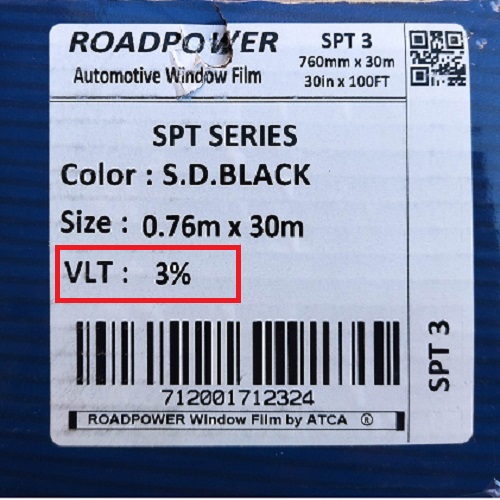 ROADPOWER
Automotive Window Film
SPT 3
760mm x 30m
30in x 100FT
SPT SERIES
Color : S.D.BLACK
Size : 0.76m x 30m
VLT : 3%
712001712324
ROADPOWER Window Film by ATCA ®
SPT 3